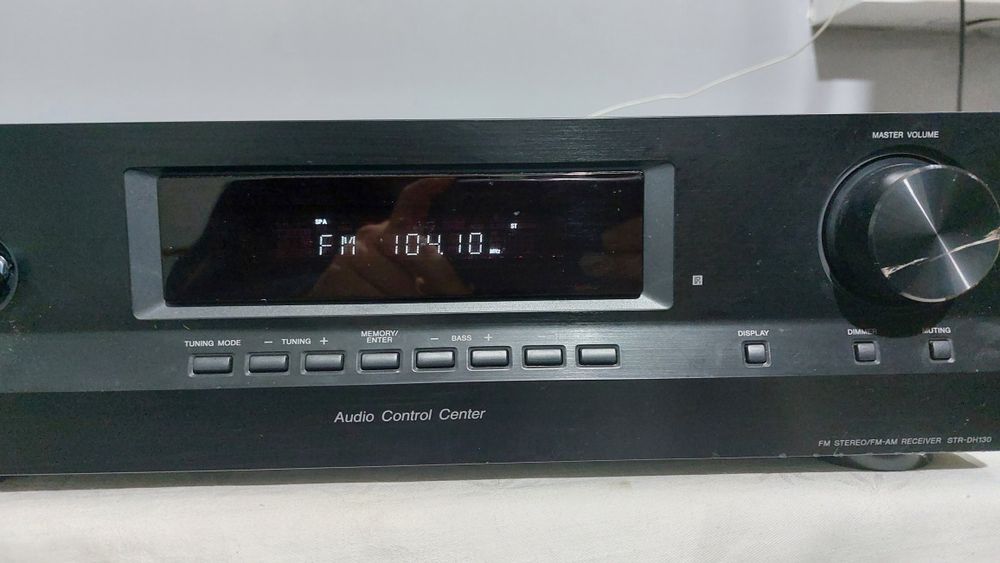 MASTER VOLUME
SPA
ST
FM 104.10 MHz
TUNING MODE
− TUNING +
MEMORY/
ENTER
− BASS +
DISPLAY
DIMMER
MUTING
Audio Control Center
FM STEREO/FM-AM RECEIVER STR-DH130